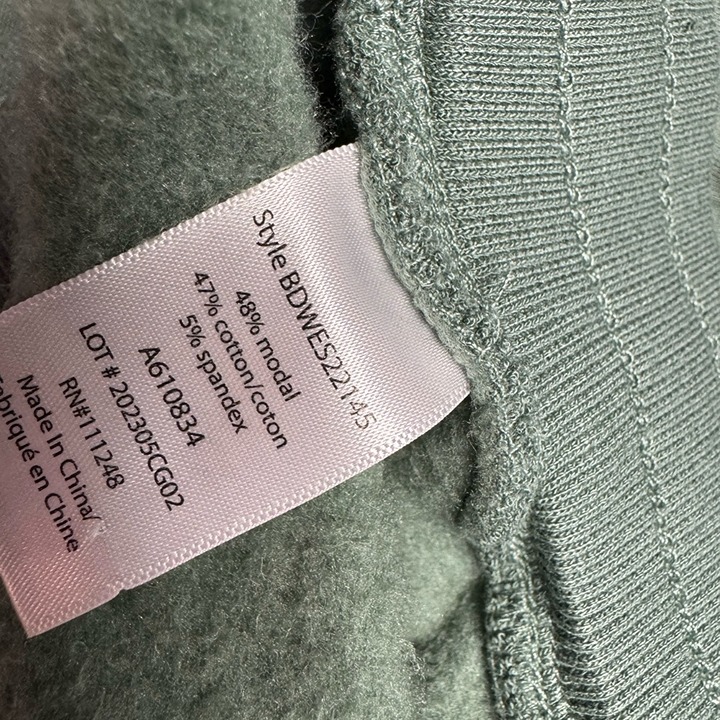 Style BDWES22145
48% modal
47% cotton/coton
5% spandex
A610834
LOT # 202305CG02
RN#111248
Made In China/
Fabriqué en Chine